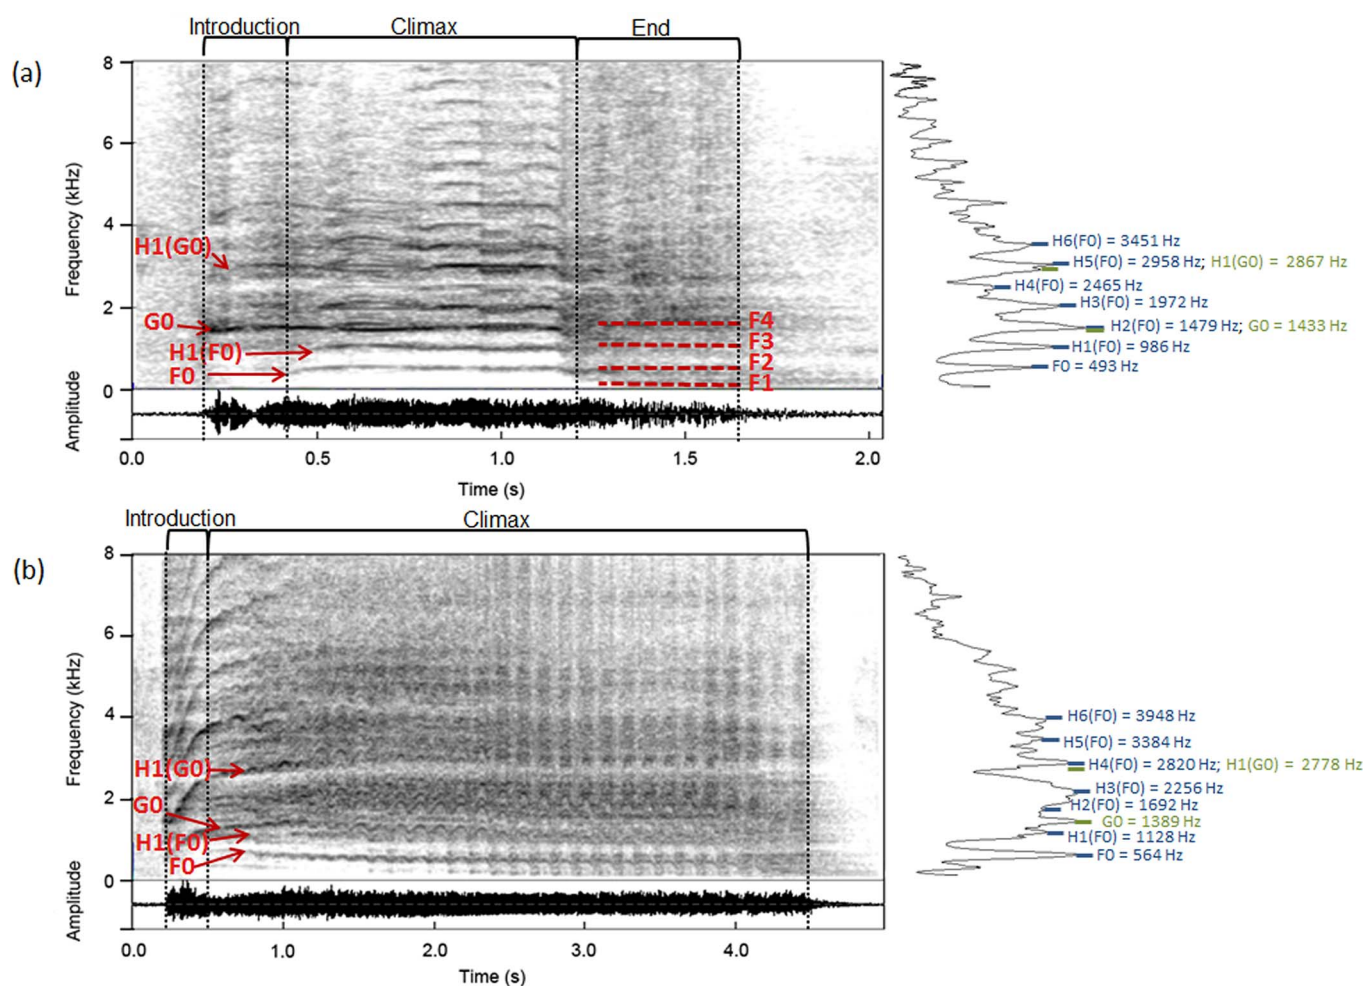 Introduction Climax End
(a)
8
6
4
2
0
Frequency (kHz)
Amplitude
H1(G0)
G0
H1(F0)
F0
F4
F3
F2
F1
0.0 0.5 1.0 1.5 2.0
Time (s)
H6(F0) = 3451 Hz
H5(F0) = 2958 Hz; H1(G0) = 2867 Hz
H4(F0) = 2465 Hz
H3(F0) = 1972 Hz
H2(F0) = 1479 Hz; G0 = 1433 Hz
H1(F0) = 986 Hz
F0 = 493 Hz
Introduction Climax
(b)
8
6
4
2
0
Frequency (kHz)
Amplitude
H1(G0)
G0
H1(F0)
F0
0.0 1.0 2.0 3.0 4.0
Time (s)
H6(F0) = 3948 Hz
H5(F0) = 3384 Hz
H4(F0) = 2820 Hz; H1(G0) = 2778 Hz
H3(F0) = 2256 Hz
H2(F0) = 1692 Hz
G0 = 1389 Hz
H1(F0) = 1128 Hz
F0 = 564 Hz